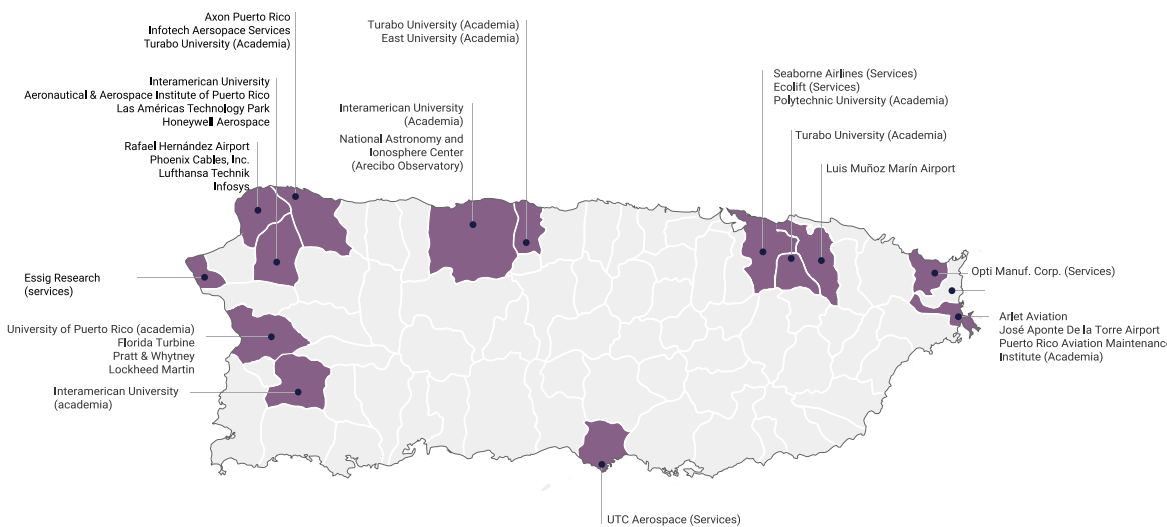 Axon Puerto Rico
Infotech Aersopace Services
Turabo University (Academia)
Interamerican University
Aeronautical & Aerospace Institute of Puerto Rico
Las Américas Technology Park
Honeywell Aerospace
Rafael Hernández Airport
Phoenix Cables, Inc.
Lufthansa Technik
Infosys
Turabo University (Academia)
East University (Academia)
Interamerican University
(Academia)
National Astronomy and
Ionosphere Center
(Arecibo Observatory)
Seaborne Airlines (Services)
Ecolift (Services)
Polytechnic University (Academia)
Turabo University (Academia)
Luis Muñoz Marín Airport
Essig Research
(services)
Opti Manuf. Corp. (Services)
University of Puerto Rico (academia)
Florida Turbine
Pratt & Whytney
Lockheed Martin
Arlet Aviation
José Aponte De la Torre Airport
Puerto Rico Aviation Maintenance
Institute (Academia)
Interamerican University
(academia)
UTC Aerospace (Services)